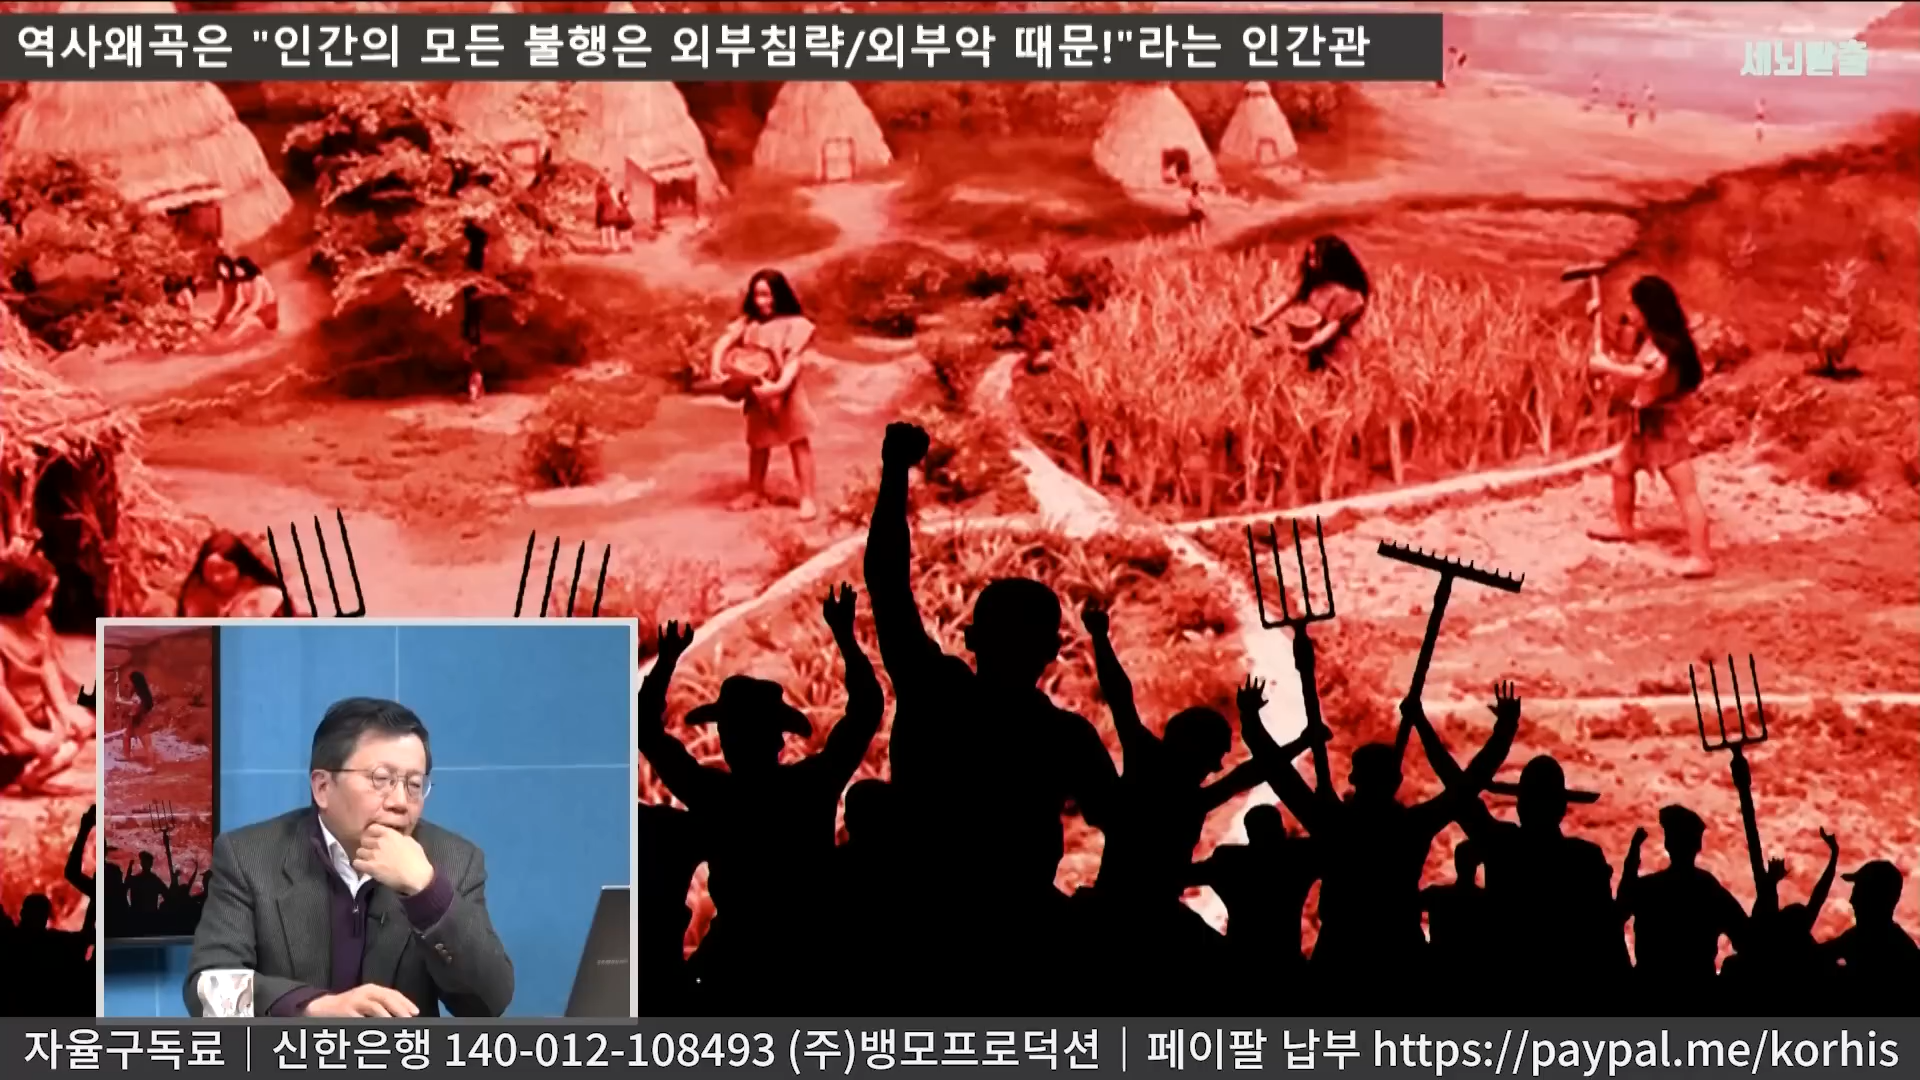 역사왜곡은 "인간의 모든 불행은 외부침략/외부악 때문!"라는 인간관
세뇌탈출
자율구독료│신한은행 140-012-108493 (주)뱅모프로덕션│페이팔 납부 https://paypal.me/korhis